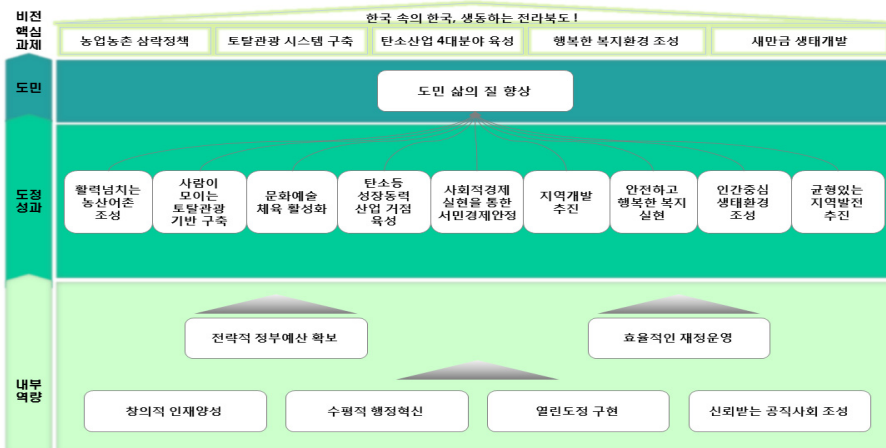 비전
한국 속의 한국, 생동하는 전라북도!
핵심
과제
농업농촌 삼락정책
토탈관광 시스템 구축
탄소산업 4대분야 육성
행복한 복지환경 조성
새만금 생태개발
도민
도민 삶의 질 향상
도정
성과
활력넘치는
농산어촌
조성
사람이
모이는
토탈관광
기반 구축
문화예술
체육 활성화
탄소등
성장동력
산업 거점
육성
사회적경제
실현을 통한
서민경제안정
지역개발
추진
안전하고
행복한 복지
실현
인간중심
생태환경
조성
균형있는
지역발전
추진
내부
역량
전략적 정부예산 확보
효율적인 재정운영
창의적 인재양성
수평적 행정혁신
열린도정 구현
신뢰받는 공직사회 조성